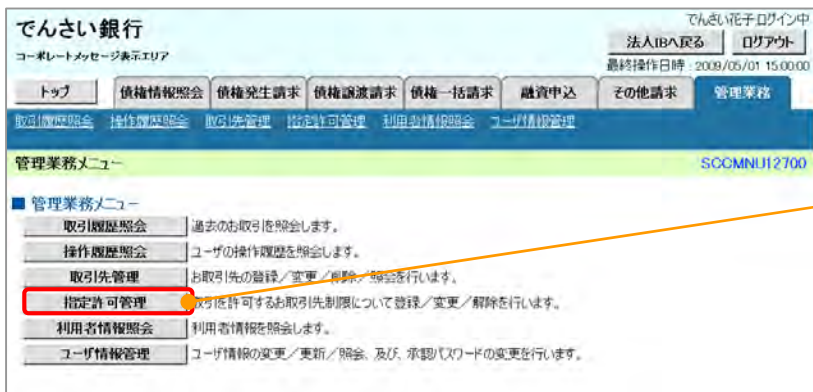 でんさい銀行
コーポレートメッセージ表示エリア
でんさい花子ログイン中
法人IBへ戻る ログアウト
最終操作日時:2009/05/01 15:00:00
トップ 債権情報照会 債権発生請求 債権譲渡請求 債権一括請求 融資申込 その他請求 管理業務
取引履歴照会 操作履歴照会 取引先管理 指定許可管理 利用者情報照会 ユーザ情報管理
管理業務メニュー SCCMNU12700
■ 管理業務メニュー
取引履歴照会 過去のお取引を照会します。
操作履歴照会 ユーザの操作履歴を照会します。
取引先管理 お取引先の登録/変更/削除/照会を行います。
指定許可管理 取引を許可するお取引先制限について登録/変更/解除を行います。
利用者情報照会 利用者情報を照会します。
ユーザ情報管理 ユーザ情報の変更/更新/照会、及び、承認パスワードの変更を行います。